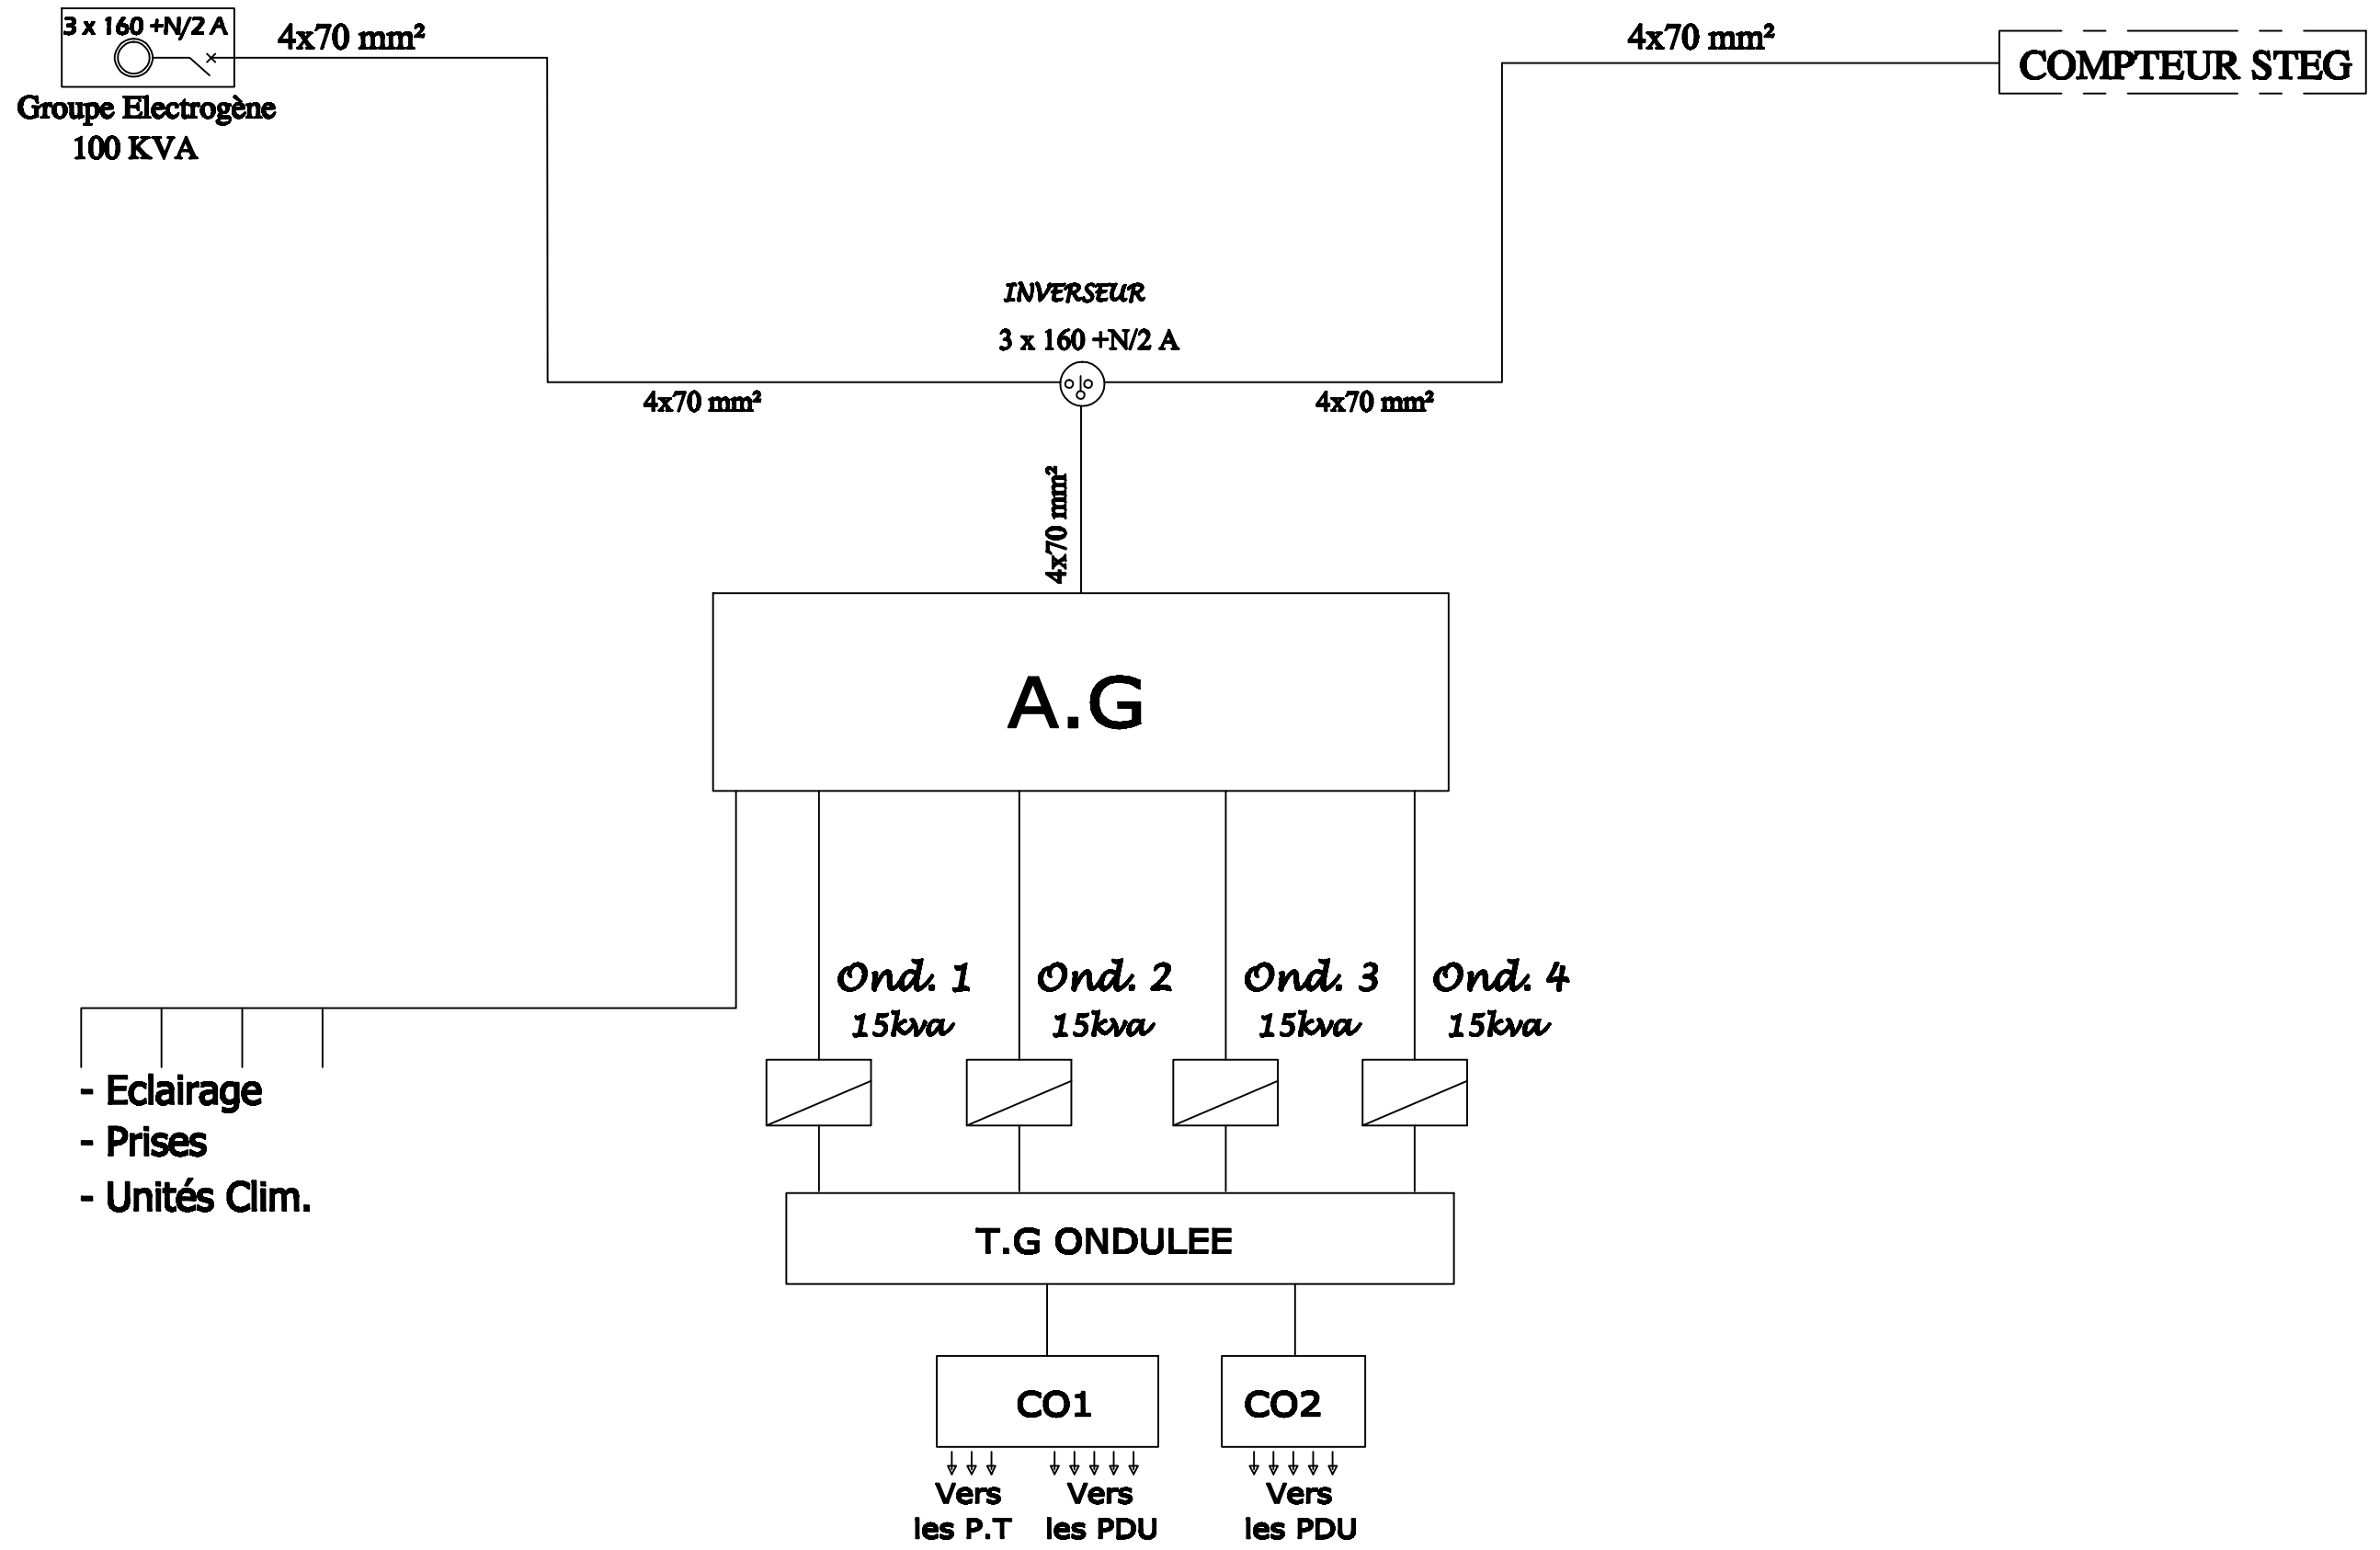 3 x 160 +N/2 A
4x70 mm²
Groupe Electrogène
100 KVA
4x70 mm²
COMPTEUR STEG
INVERSEUR
3 x 160 +N/2 A
4x70 mm²
4x70 mm²
4x70 mm²
A.G
Ond. 1
15kva
Ond. 2
15kva
Ond. 3
15kva
Ond. 4
15kva
- Eclairage
- Prises
- Unités Clim.
T.G ONDULEE
CO1
CO2
Vers
les P.T
Vers
les PDU
Vers
les PDU